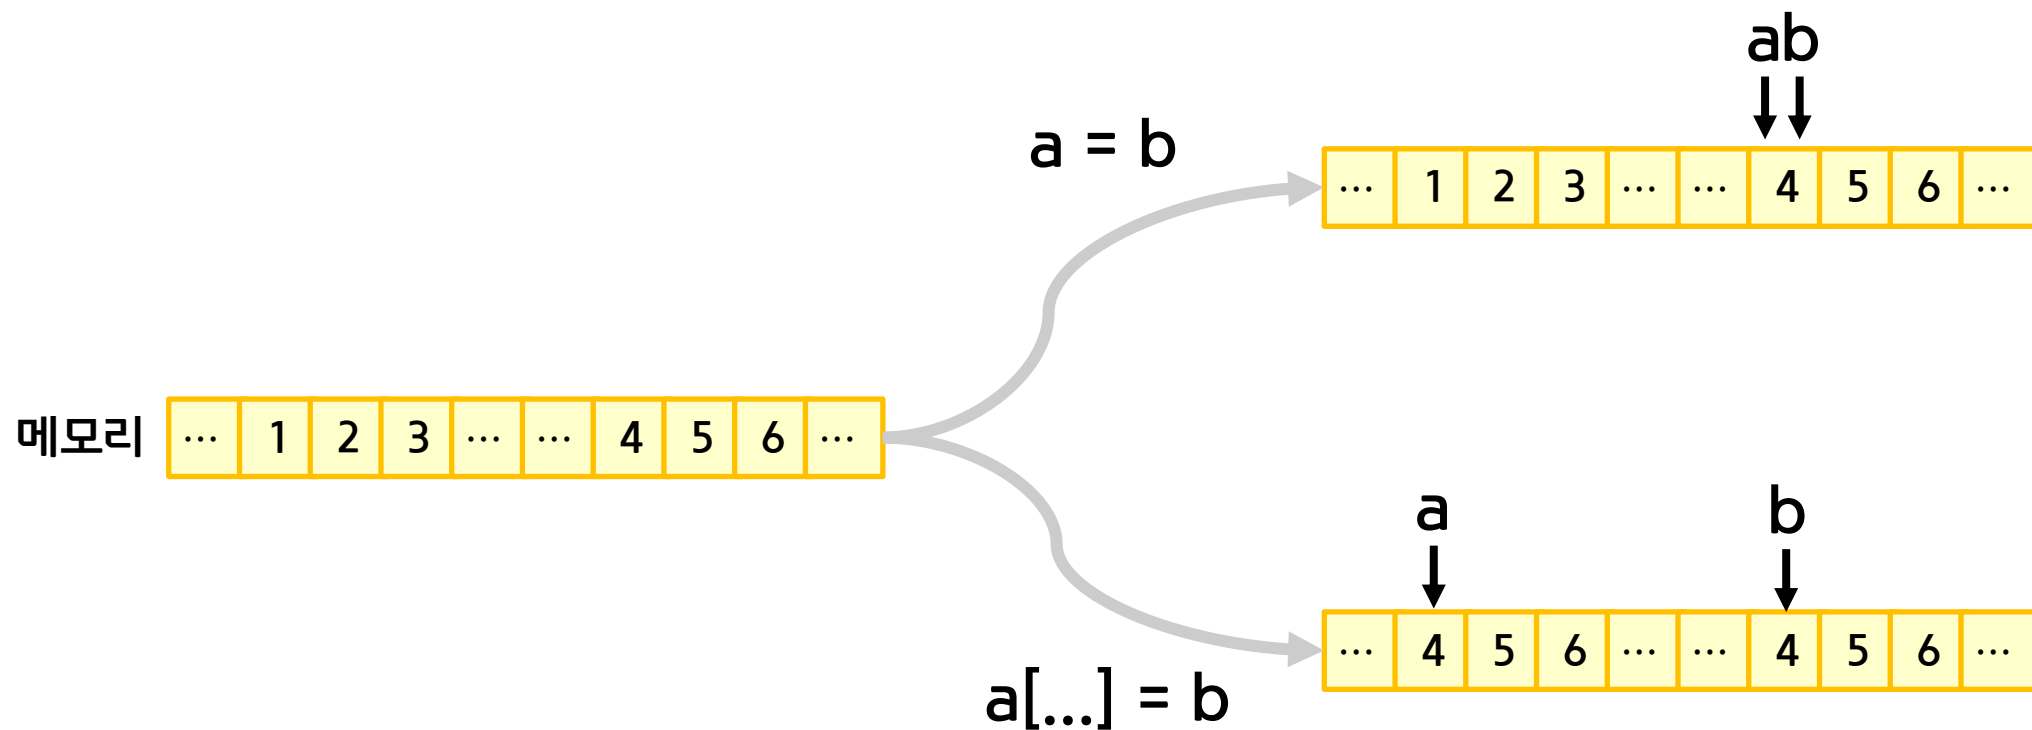 ab
a = b
… 1 2 3 … … 4 5 6 …
메모리 … 1 2 3 … … 4 5 6 …
a b
… 4 5 6 … … 4 5 6 …
a[...] = b